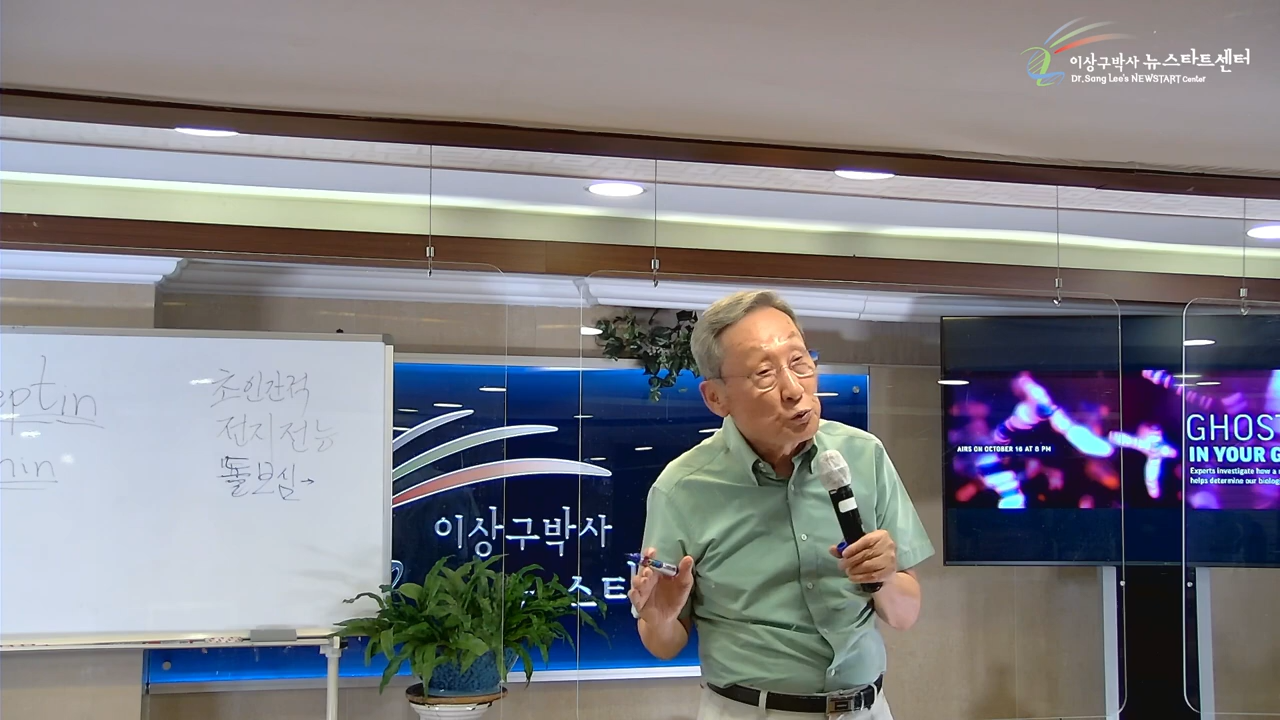 이상구박사 뉴스타트센터
Dr. Sang Lee's NEWSTART Center
초인간적
전지전능
돌보심→
이상구박사
스타
AIRS ON OCTOBER 16 AT 8 PM
GHOST
IN YOUR G
Experts investigate how a
helps determine our biolog